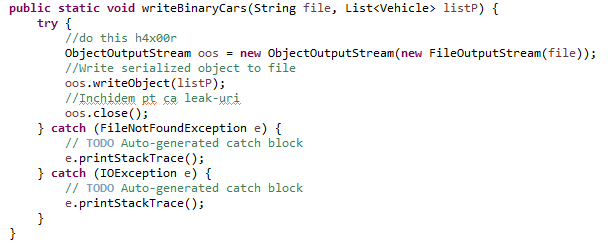 public static void writeBinaryCars(String file, List<Vehicle> listP) {
    try {
        //do this h4x00r
        ObjectOutputStream oos = new ObjectOutputStream(new FileOutputStream(file));
        //Write serialized object to file
        oos.writeObject(listP);
        //Inchidem pt ca leak-uri
        oos.close();
    } catch (FileNotFoundException e) {
        // TODO Auto-generated catch block
        e.printStackTrace();
    } catch (IOException e) {
        // TODO Auto-generated catch block
        e.printStackTrace();
    }
}